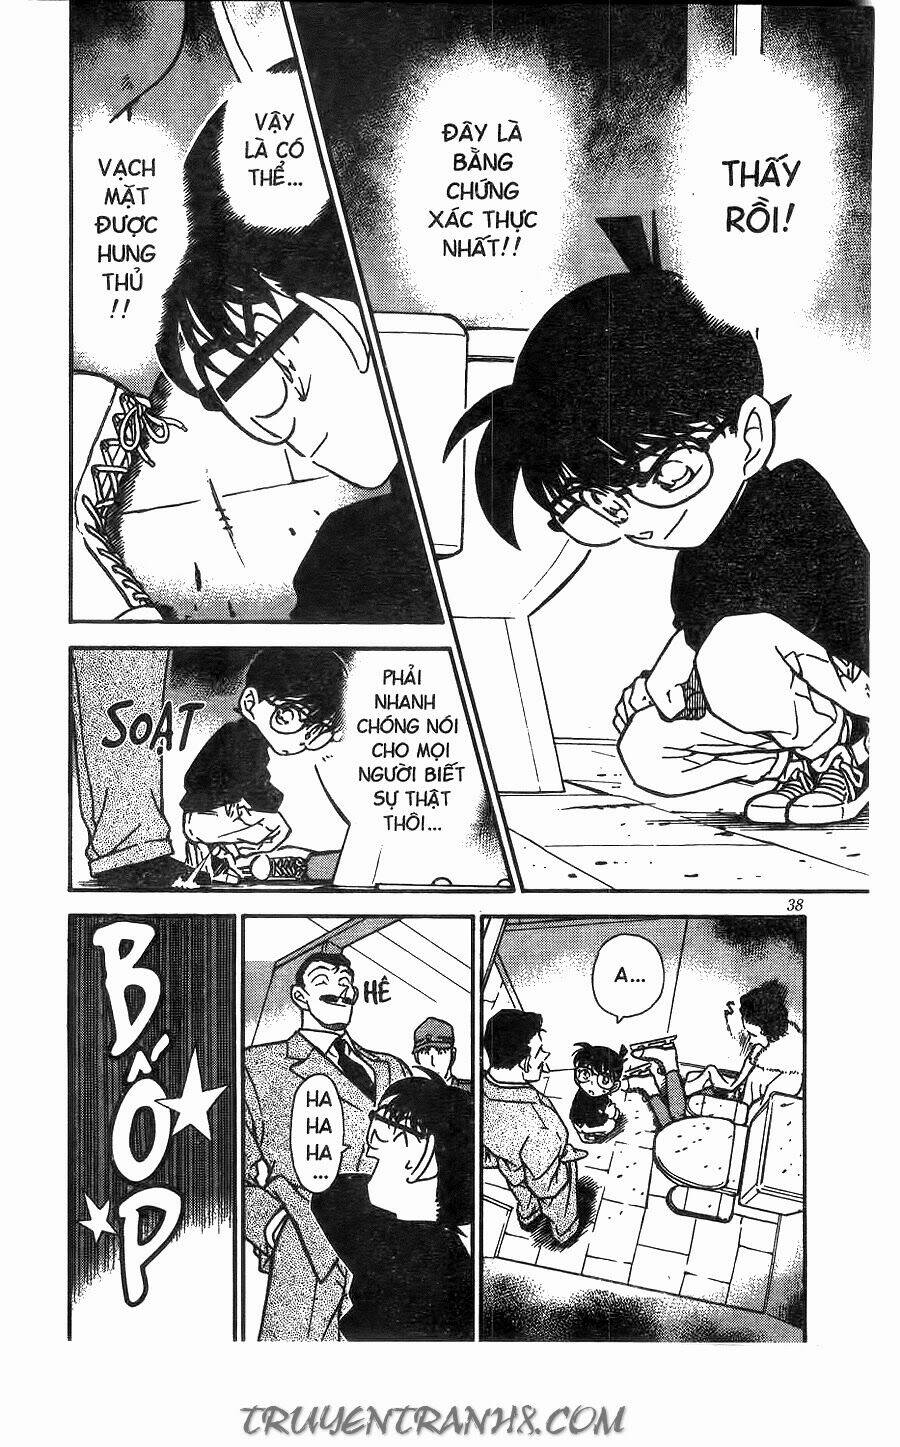 THẤY
RỒI!
ĐÂY LÀ
BẰNG
CHỨNG
XÁC THỰC
NHẤT!!
VẬY
LÀ CÓ
THỂ...
VẠCH
MẶT
ĐƯỢC
HUNG
THỦ
!!
PHẢI
NHANH
CHÓNG NÓI
CHO MỌI
NGƯỜI BIẾT
SỰ THẬT
THÔI...
SOẠT
38
A...
HÊ
HA
HA
HA
...
BỐP
TRUYENTRANH8.COM